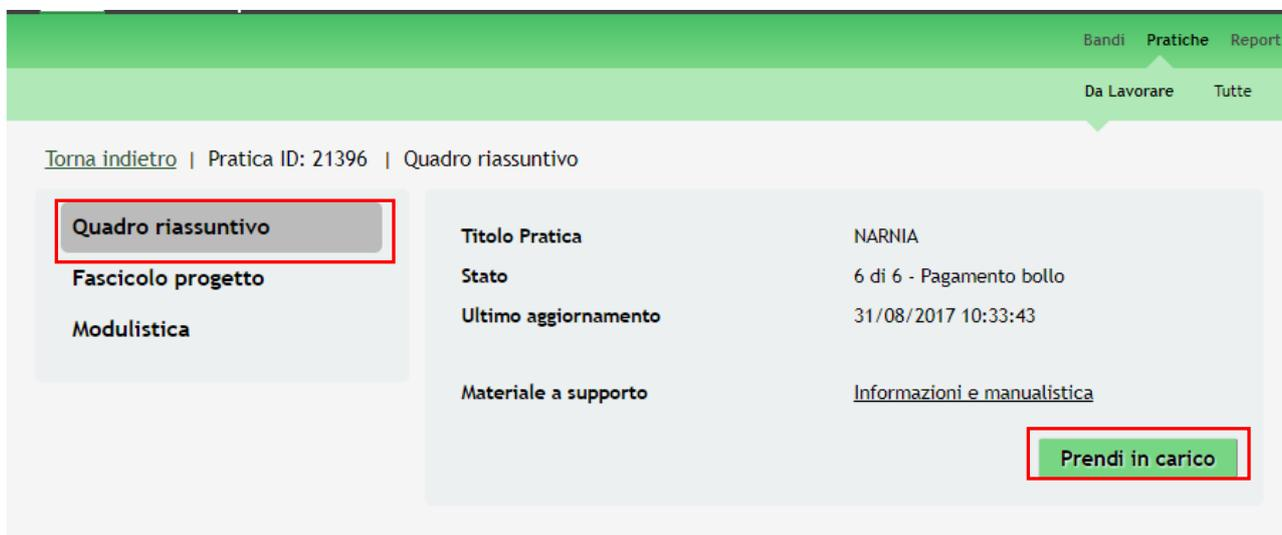 Bandi Pratiche Report
Da Lavorare Tutte
Torna indietro | Pratica ID: 21396 | Quadro riassuntivo
Quadro riassuntivo
Fascicolo progetto
Modulistica
Titolo Pratica NARNIA
Stato 6 di 6 - Pagamento bollo
Ultimo aggiornamento 31/08/2017 10:33:43
Materiale a supporto Informazioni e manualistica
Prendi in carico